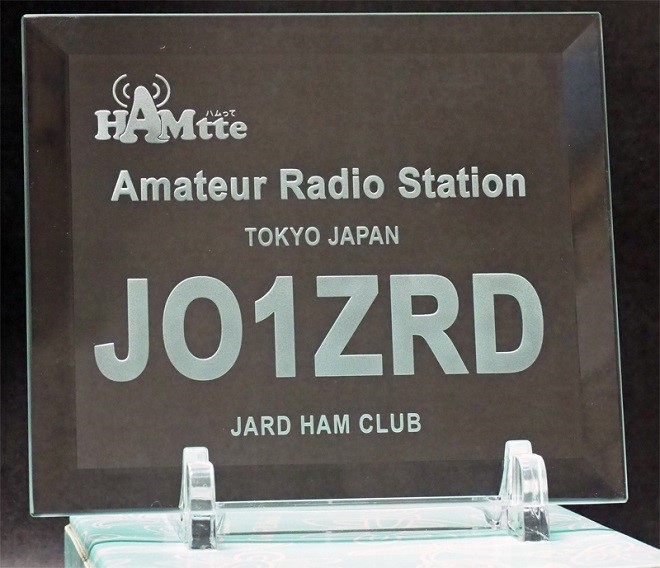 ハムって
HAMtte
Amateur Radio Station
TOKYO JAPAN
JO1ZRD
JARD HAM CLUB